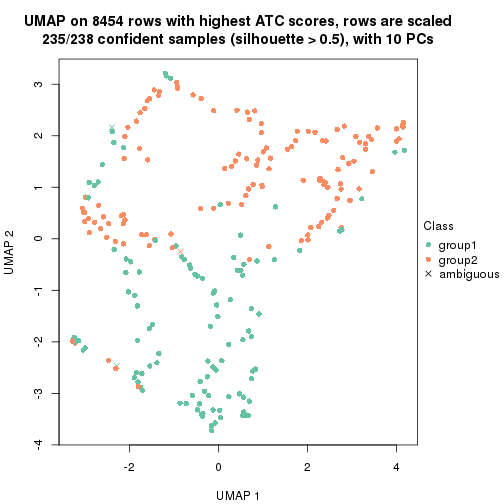 UMAP on 8454 rows with highest ATC scores, rows are scaled
235/238 confident samples (silhouette > 0.5), with 10 PCs
3
2
1
0
-1
-2
-3
-4
UMAP 2
-2
0
2
4
UMAP 1
Class
group1
group2
ambiguous